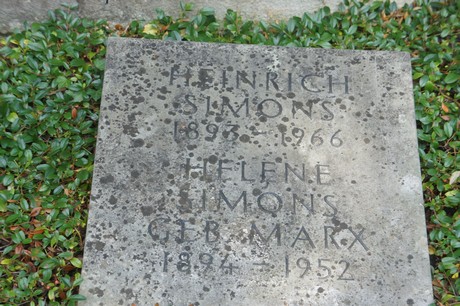 HEINRICH
SIMONS
1893 - 1966
HELENE
SIMONS
GEB. MARX
1894 - 1952